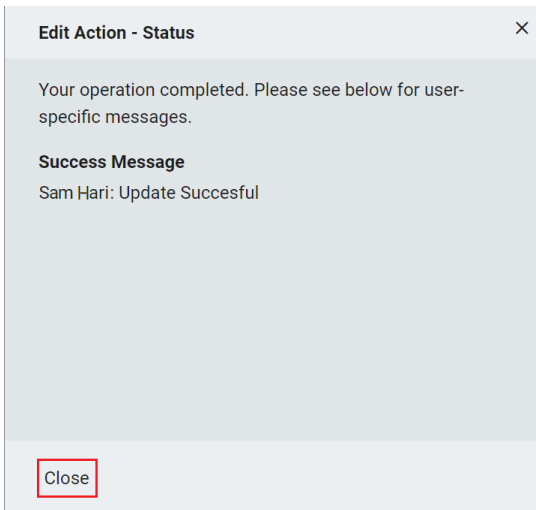 Edit Action - Status
Your operation completed. Please see below for user-
specific messages.
Success Message
Sam Hari: Update Succesful
Close